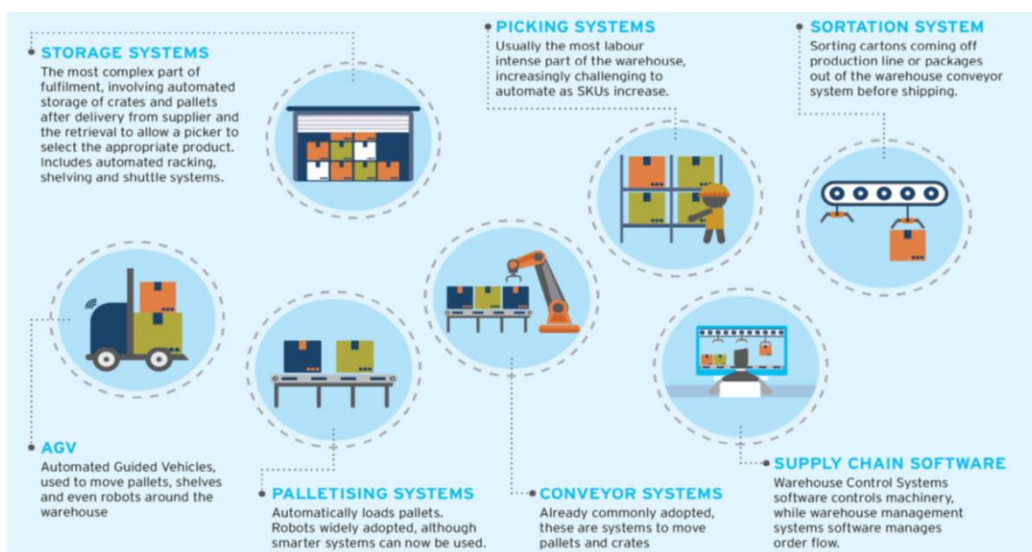 STORAGE SYSTEMS
The most complex part of
fulfilment, involving automated
storage of crates and pallets
after delivery from supplier and
the retrieval to allow a picker to
select the appropriate product.
Includes automated racking,
shelving and shuttle systems.
PICKING SYSTEMS
Usually the most labour
intense part of the warehouse,
increasingly challenging to
automate as SKUs increase.
SORTATION SYSTEM
Sorting cartons coming off
production line or packages
out of the warehouse conveyor
system before shipping.
AGV
Automated Guided Vehicles,
used to move pallets, shelves
and even robots around the
warehouse
PALLETISING SYSTEMS
Automatically loads pallets.
Robots widely adopted, although
smarter systems can now be used.
CONVEYOR SYSTEMS
Already commonly adopted,
these are systems to move
pallets and crates
SUPPLY CHAIN SOFTWARE
Warehouse Control Systems
software controls machinery,
while warehouse management
systems software manages
order flow.